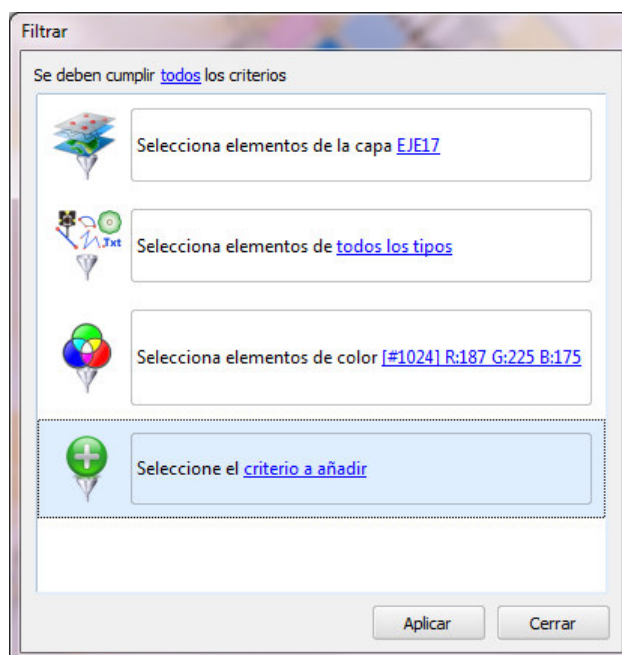 Filtrar
Se deben cumplir todos los criterios
Selecciona elementos de la capa EJE17
Txt
Selecciona elementos de todos los tipos
Selecciona elementos de color [#1024] R:187 G:225 B:175
Seleccione el criterio a añadir
Aplicar
Cerrar